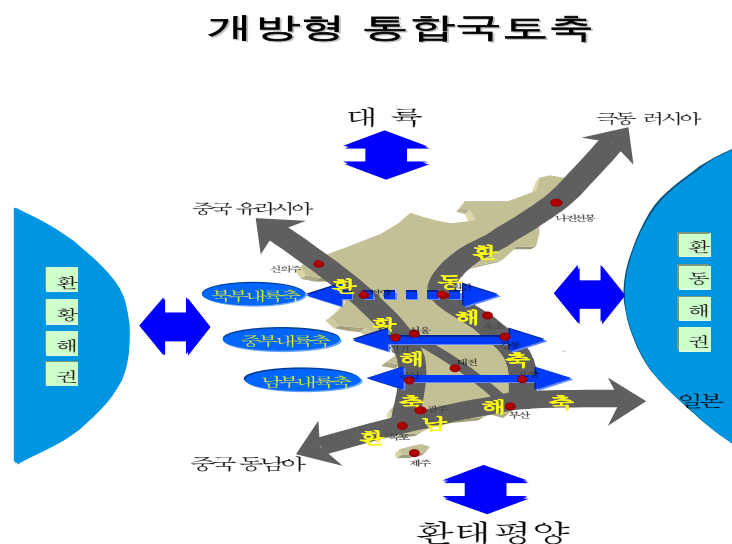 개방형 통합국토축
대 륙
극동 러시아
중국 유라시아
나진선봉
신의주
환
황
해
권
환
동
해
권
북부내륙축
중부내륙축
남부내륙축
환
황
해
축
환
동
해
축
서울
대전
부산
목포
환
남
해
축
일본
중국 동남아
제주
환태평양